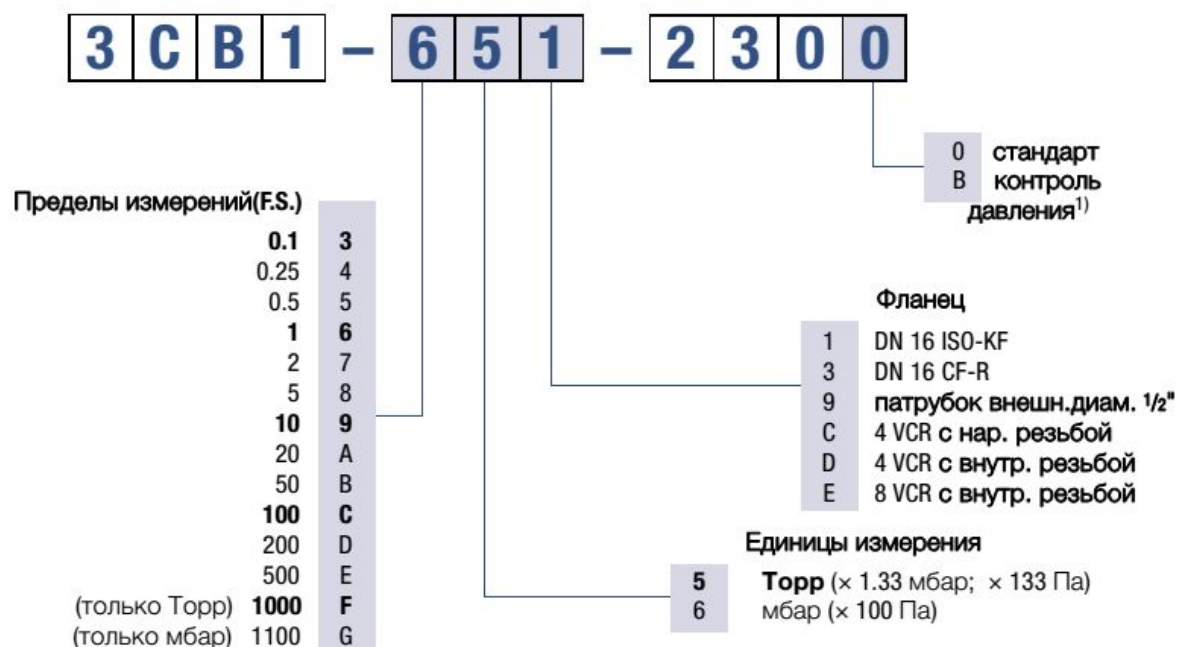 3CB1 – 651 – 2300
0 стандарт
B контроль
давления1)
Пределы измерений(F.S.)
0.1 3
0.25 4
0.5 5
1 6
2 7
5 8
10 9
20 A
50 B
100 C
200 D
500 E
(только Торр) 1000 F
(только мбар) 1100 G
Фланец
1 DN 16 ISO-KF
3 DN 16 CF-R
9 патрубок внешн.диам. 1/2"
C 4 VCR с нар. резьбой
D 4 VCR с внутр. резьбой
E 8 VCR с внутр. резьбой
Единицы измерения
5 Торр (× 1.33 мбар; × 133 Па)
6 мбар (× 100 Па)